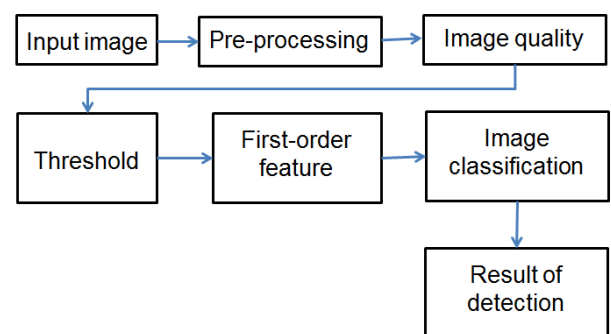 Input image
Pre-processing
Image quality
Threshold
First-order
feature
Image
classification
Result of
detection